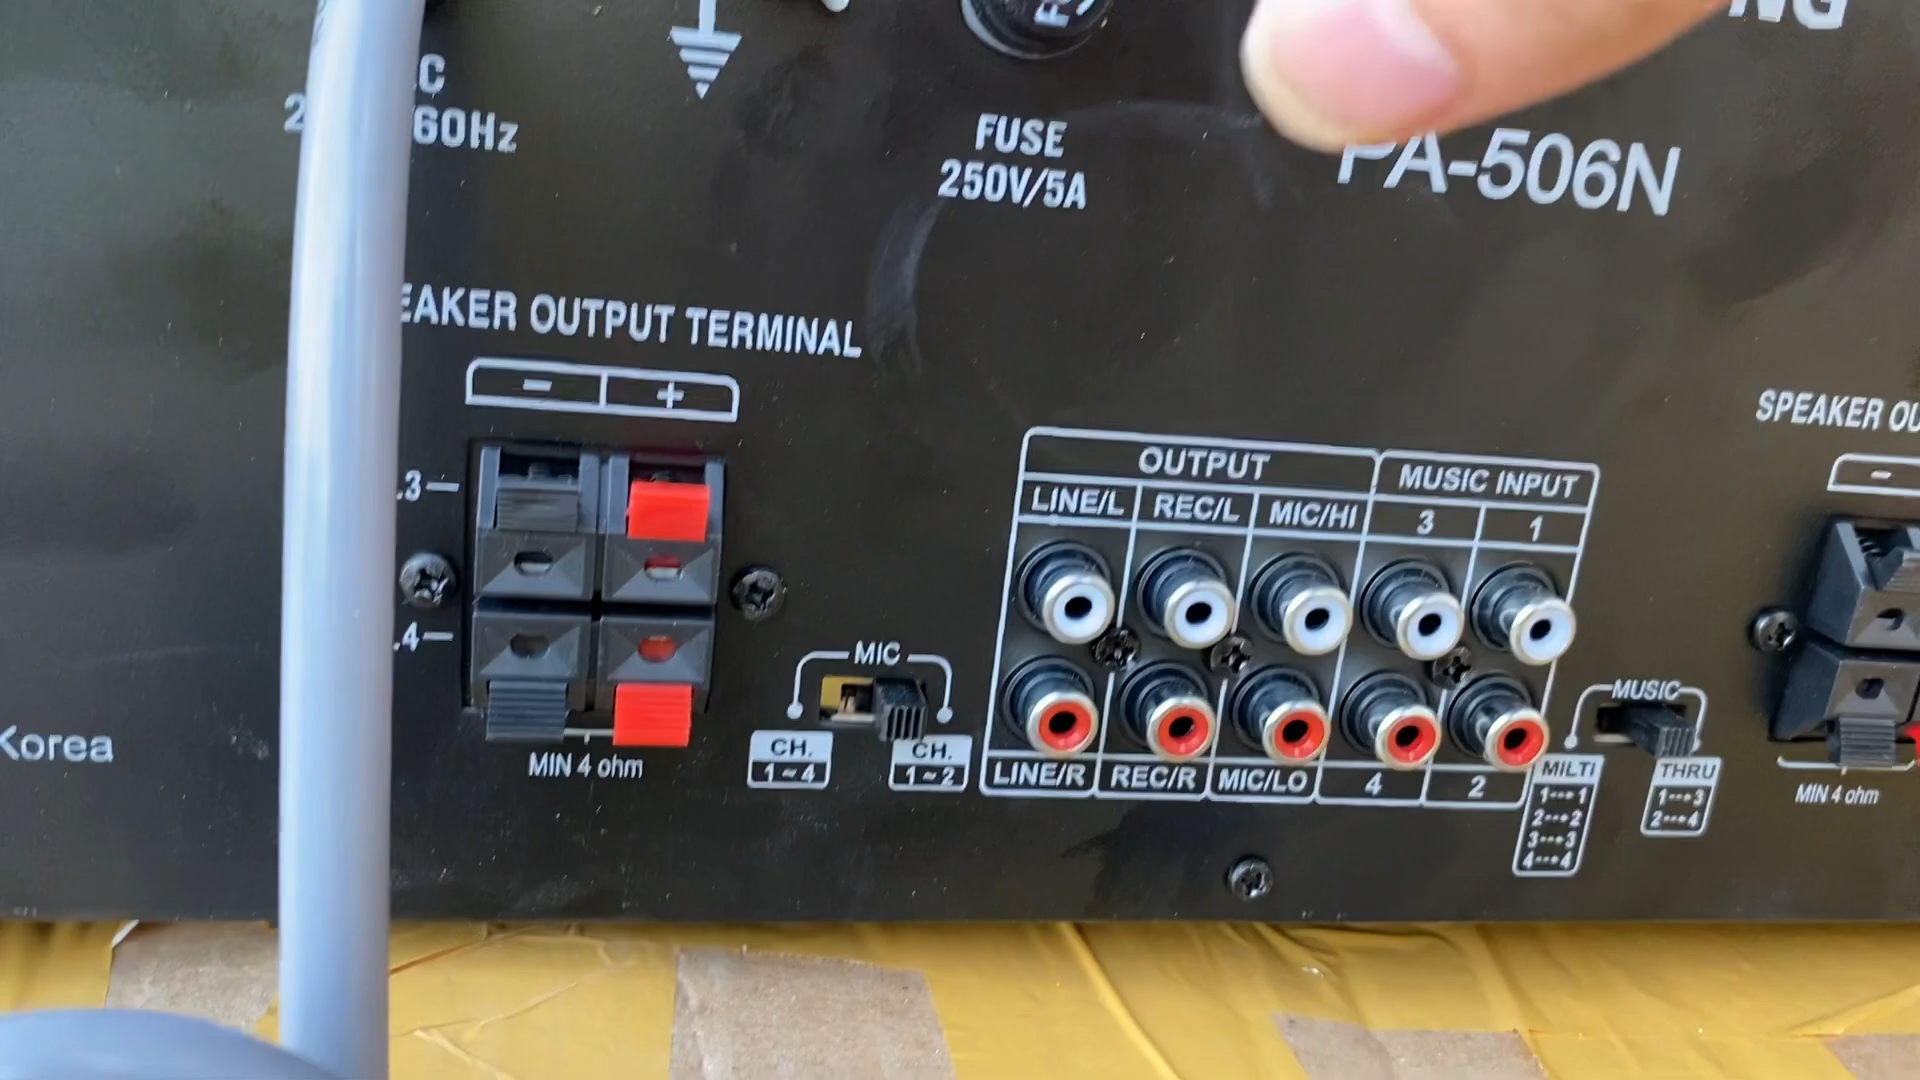 NG
60Hz
FUSE
250V/5A
PA-506N
EAKER OUTPUT TERMINAL
- +
.3
.4
MIN 4 ohm
MIC
CH.
1~4
CH.
1~2
OUTPUT
MUSIC INPUT
LINE/L REC/L MIC/HI 3 1
LINE/R REC/R MIC/LO 4 2
MUSIC
MILTI
1 1
2 2
3 3
4 4
THRU
1 3
2 4
SPEAKER OU
-
MIN 4 ohm
Korea